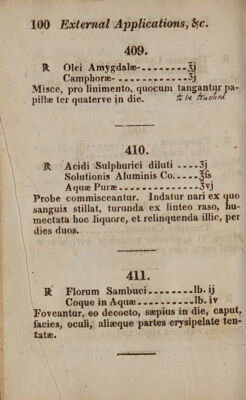 100 External Applications, &c.
409.
℞ Olei Amygdalæ- - - - - - - - - ℥j
Camphoræ- - - - - - - - - - - - - ʒj
Misce, pro linimento, quocum tangantur pa-
pillæ ter quaterve in die. to be touched
410.
℞ Acidi Sulphurici diluti - - - - ʒj
Solutionis Aluminis Co. - - - - ℥ſs
Aquæ Puræ - - - - - - - - - - - - ℥vj
Probe commisceantur. Indatur nari ex quo
sanguis stillat, turunda ex linteo raso, hu-
mectata hoc liquore, et relinquenda illic, per
dies duos.
411.
℞ Florum Sambuci - - - - - - - lb. ij
Coque in Aquæ - - - - - - - - - lb. iv
Foveantur, eo decocto, sæpius in die, caput,
facies, oculi, aliæque partes erysipelate ten-
tatæ.